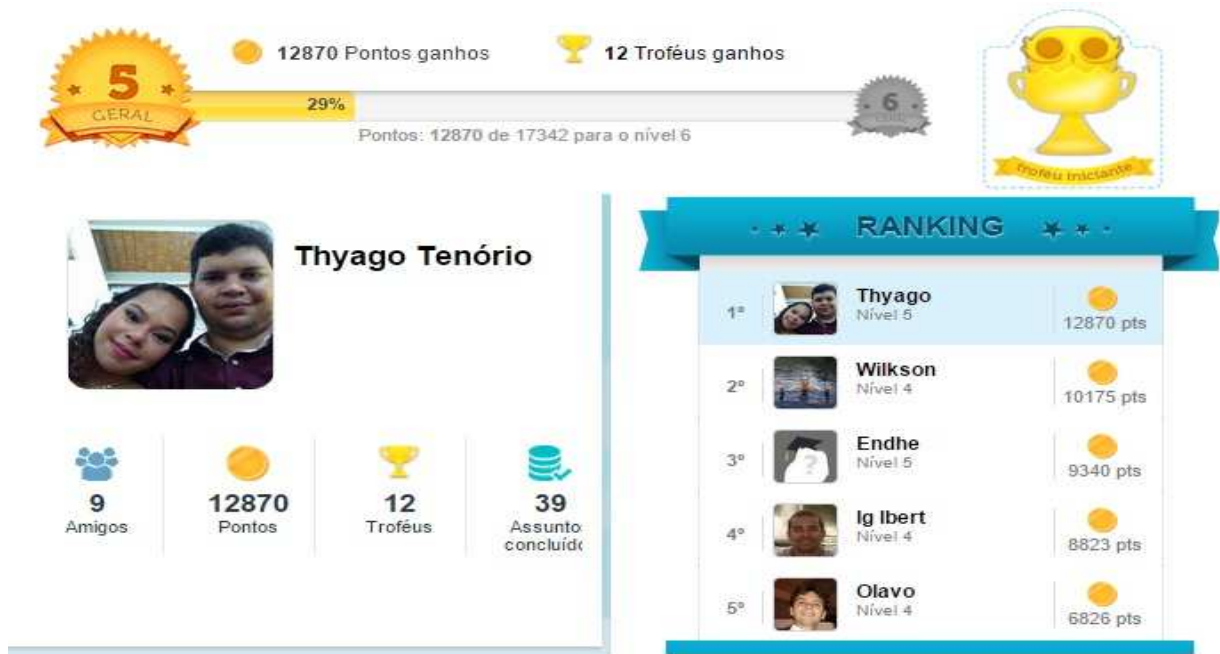 12870 Pontos ganhos
12 Troféus ganhos
5
GERAL
29%
6
Pontos: 12870 de 17342 para o nível 6
troféu iniciante
Thyago Tenório
9
Amigos
12870
Pontos
12
Troféus
39
Assunto
concluíd
RANKING
1º
Thyago
Nível 5
12870 pts
2º
Wilkson
Nível 4
10175 pts
3º
Endhe
Nível 5
9340 pts
4º
Ig Ibert
Nível 4
8823 pts
5º
Olavo
Nível 4
6826 pts